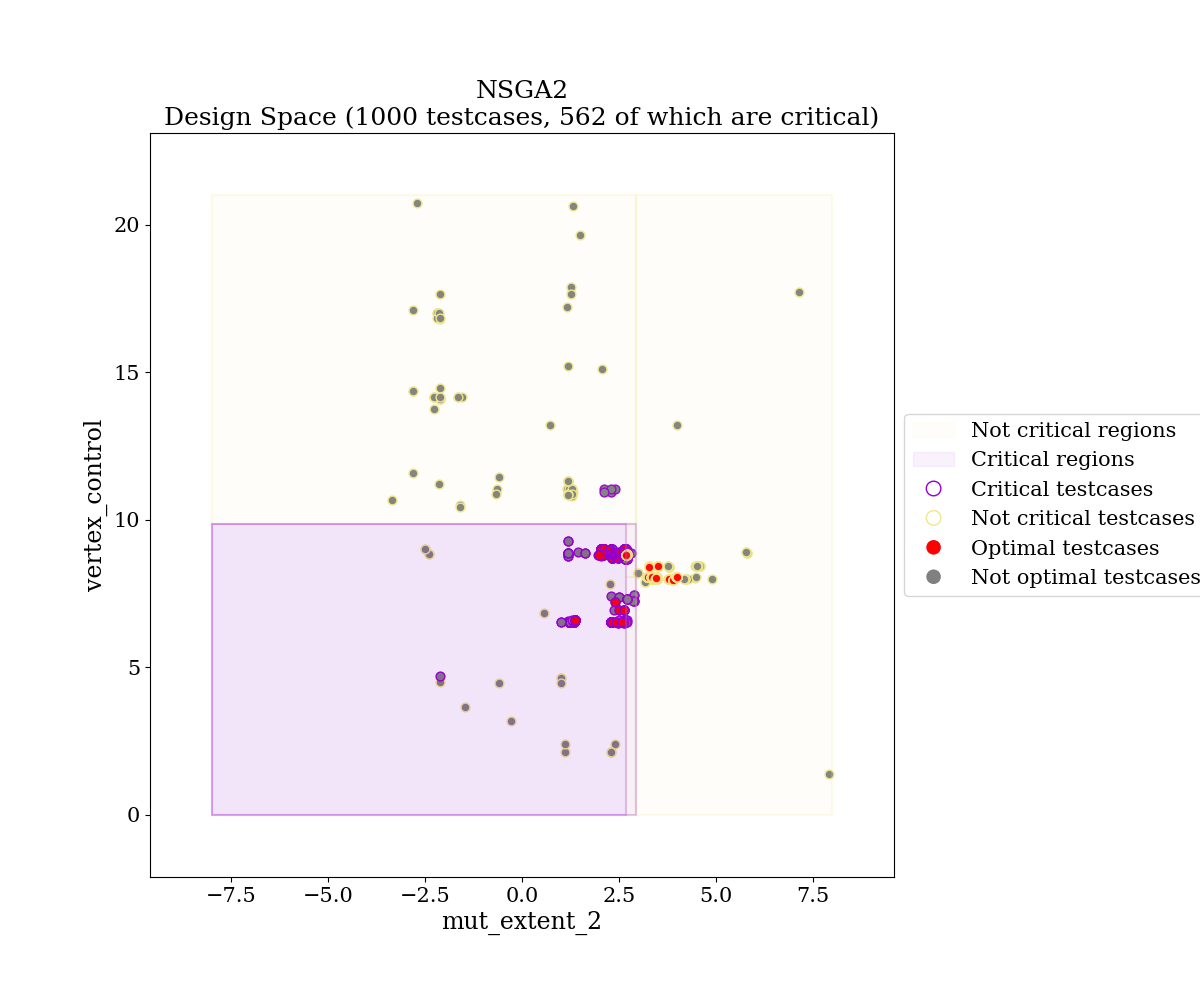 NSGA2
Design Space (1000 testcases, 562 of which are critical)
20
15
10
5
0
vertex_control
−7.5
−5.0
−2.5
0.0
2.5
5.0
7.5
mut_extent_2
Not critical regions
Critical regions
Critical testcases
Not critical testcases
Optimal testcases
Not optimal testcases